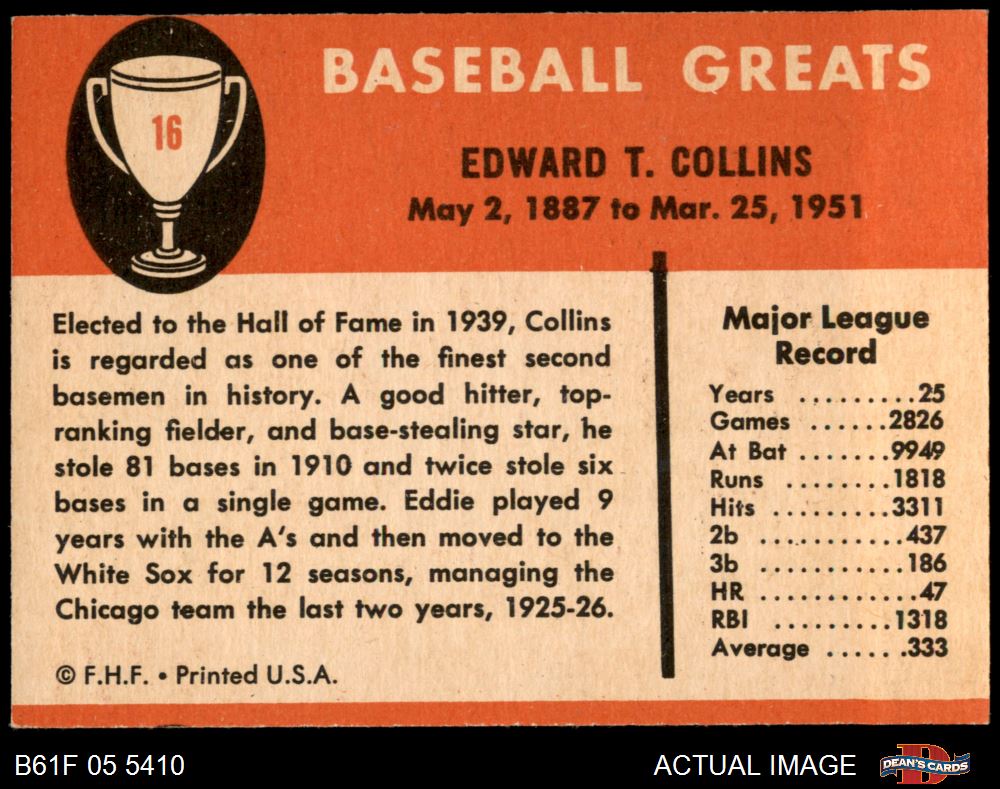 16
BASEBALL GREATS
EDWARD T. COLLINS
May 2, 1887 to Mar. 25, 1951
Elected to the Hall of Fame in 1939, Collins
is regarded as one of the finest second
basemen in history. A good hitter, top-
ranking fielder, and base-stealing star, he
stole 81 bases in 1910 and twice stole six
bases in a single game. Eddie played 9
years with the A's and then moved to the
White Sox for 12 seasons, managing the
Chicago team the last two years, 1925-26.
© F.H.F. • Printed U.S.A.
Major League
Record
Years .........25
Games ......2826
At Bat .......9949
Runs .......1818
Hits .........3311
2b ..........437
3b ..........186
HR ...........47
RBI .........1318
Average ......333
B61F 05 5410
ACTUAL IMAGE
D
DEAN'S CARDS